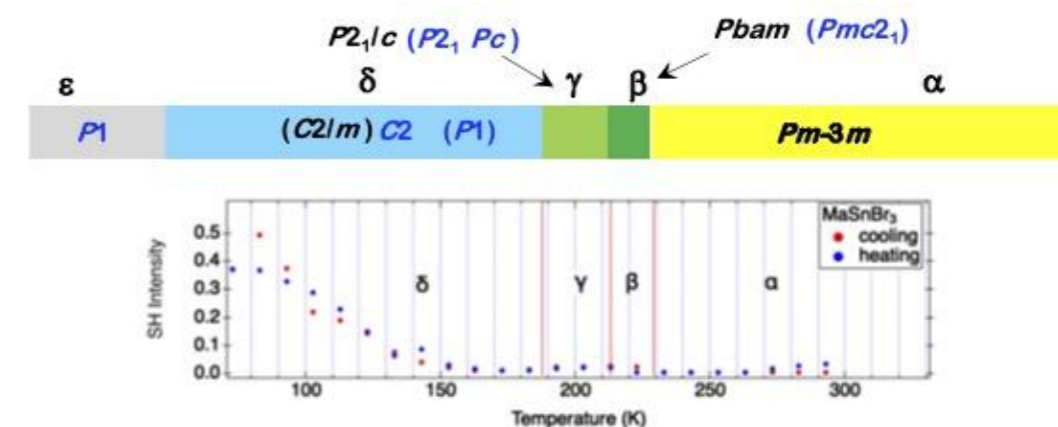 P2₁/c (P2₁ Pc)
Pbam (Pmc2₁)
ε δ γ β α
P1 (C2/m) C2 (P1) Pm-3m
MaSnBr₃
cooling
heating
δ γ β α
SH Intensity
0.5
0.4
0.3
0.2
0.1
0.0
100 150 200 250 300
Temperature (K)